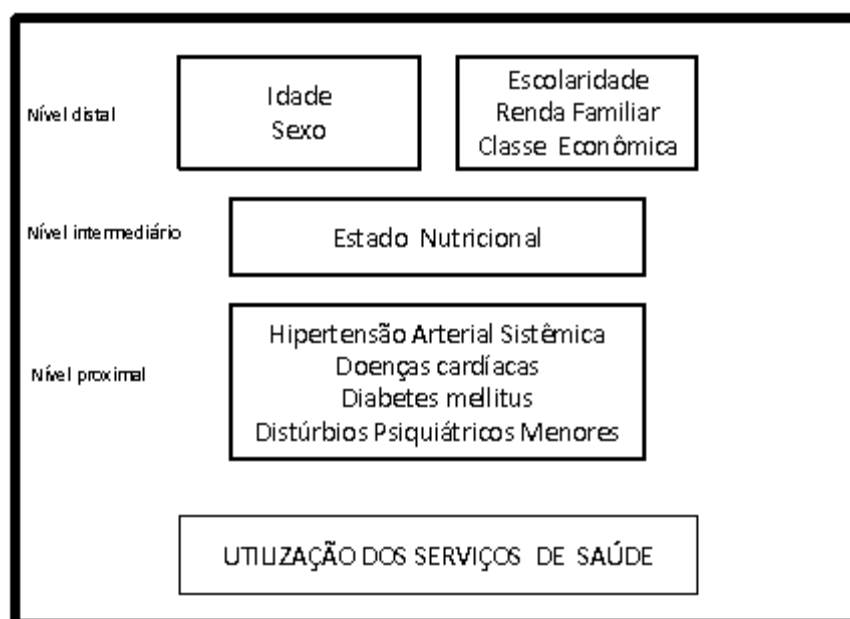 Nível distal
Idade
Sexo
Escolaridade
Renda Familiar
Classe Econômica
Nível intermediário
Estado Nutricional
Nível proximal
Hipertensão Arterial Sistêmica
Doenças cardíacas
Diabetes mellitus
Distúrbios Psiquiátricos Menores
UTILIZAÇÃO DOS SERVIÇOS DE SAÚDE